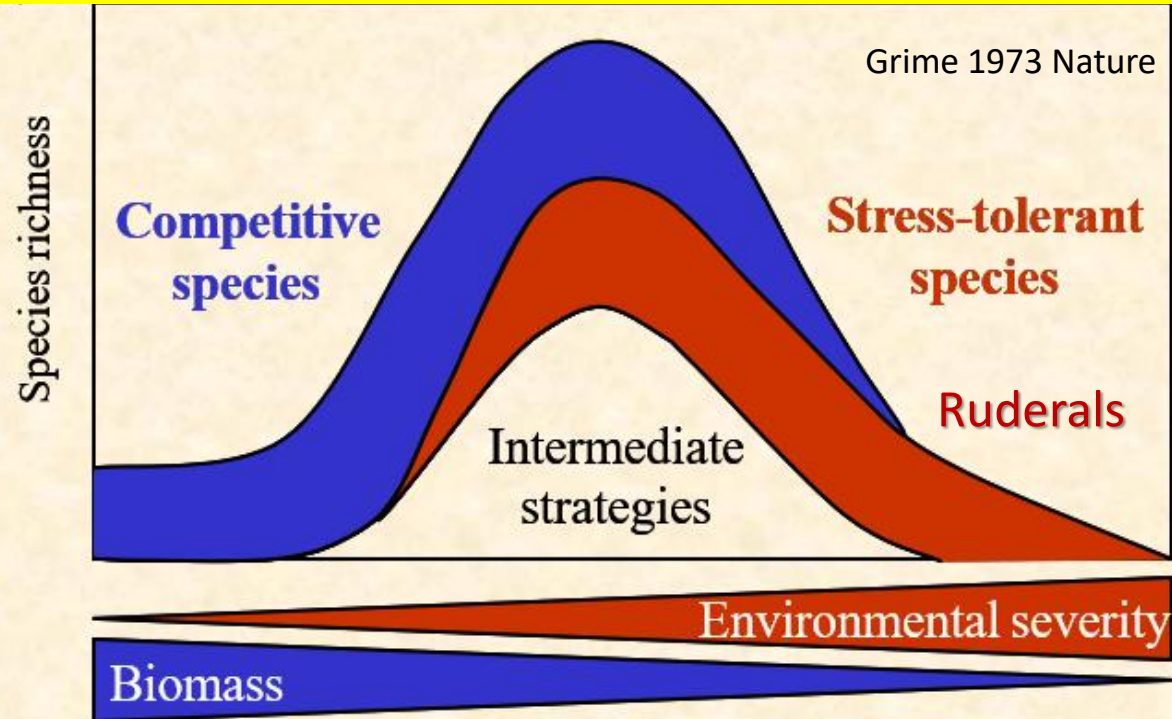 Grime 1973 Nature
Species richness
Competitive
species
Stress-tolerant
species
Ruderals
Intermediate
strategies
Environmental severity
Biomass